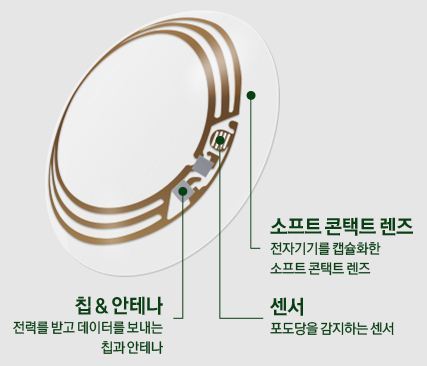 소프트 콘택트 렌즈
전자기기를 캡슐화한
소프트 콘택트 렌즈
칩 & 안테나
전력를 받고 데이터를 보내는
칩과 안테나
센서
포도당을 감지하는 센서